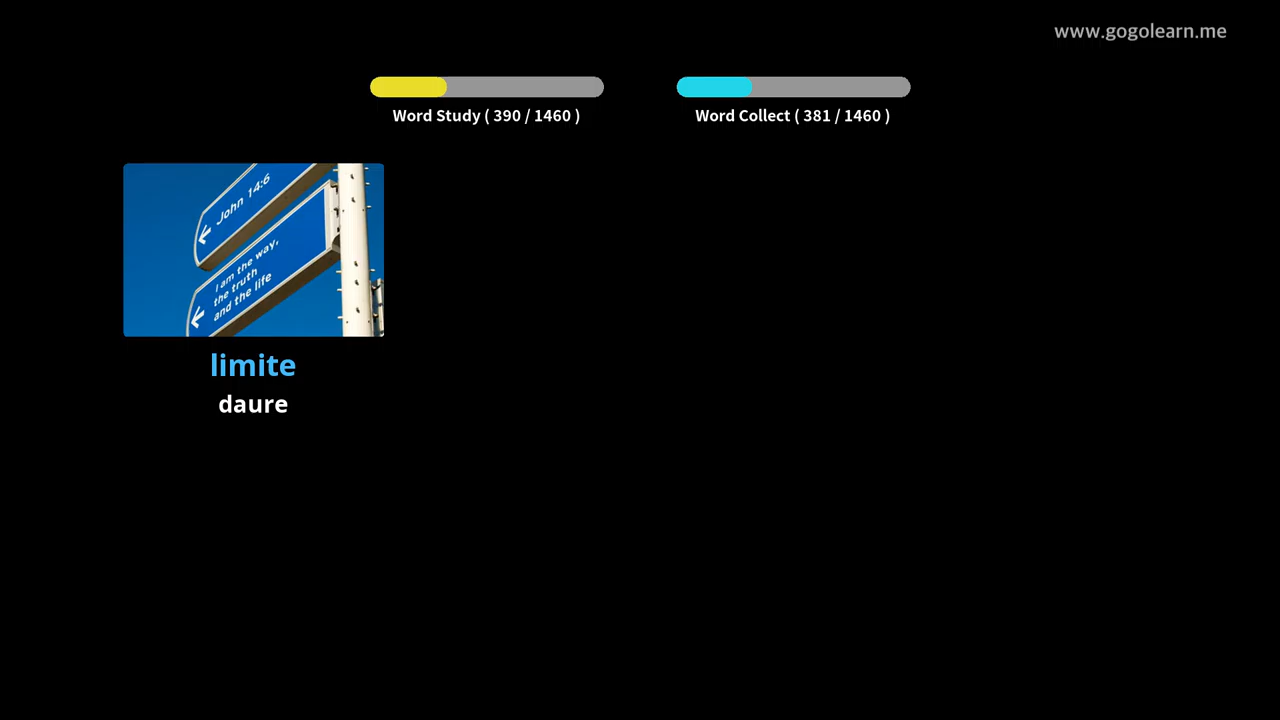 www.gogolearn.me
Word Study ( 390 / 1460 )
Word Collect ( 381 / 1460 )
John 14:6
I am the way,
the truth
and the life
limite
daure